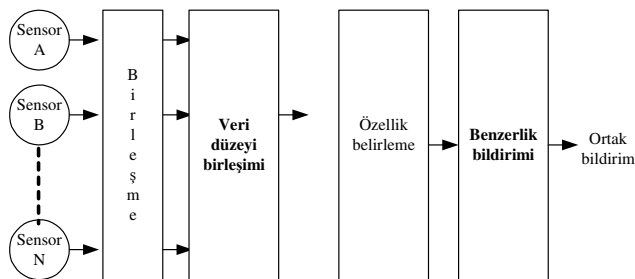 Sensor
A
Sensor
B
Sensor
N
B
i
r
l
e
ş
m
e
Veri
düzeyi
birleşimi
Özellik
belirleme
Benzerlik
bildirimi
Ortak
bildirim